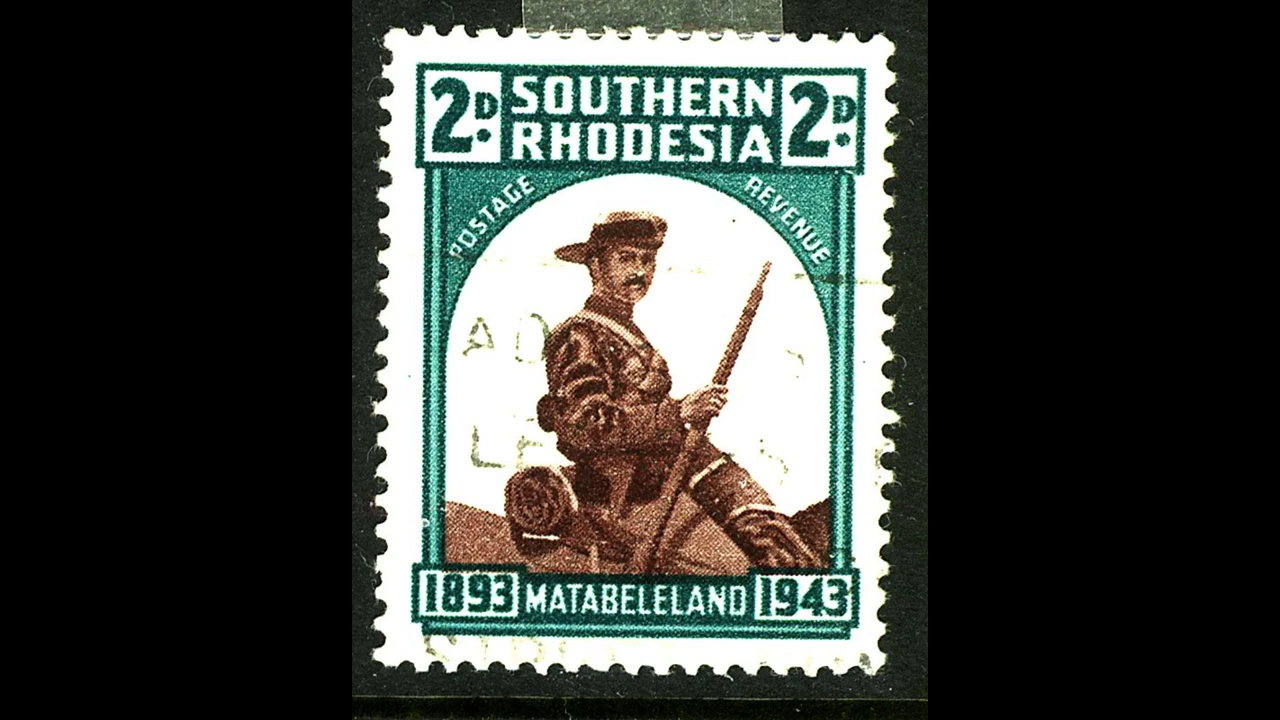 2D. SOUTHERN 2D.
RHODESIA
POSTAGE REVENUE
1893 MATABELELAND 1943